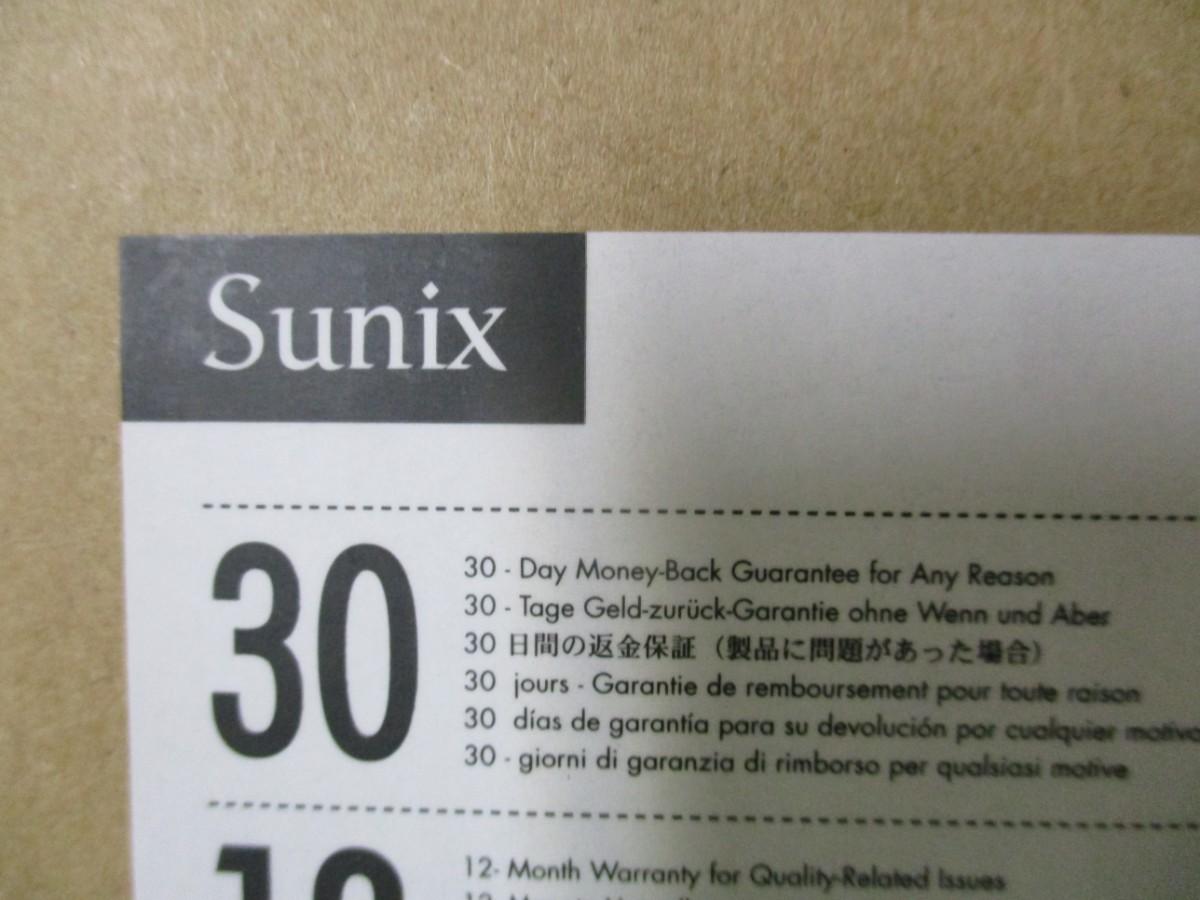 Sunix
30
30 - Day Money-Back Guarantee for Any Reason
30 - Tage Geld-zurück-Garantie ohne Wenn und Aber
30 日間の返金保証（製品に問題があった場合）
30 jours - Garantie de remboursement pour toute raison
30 días de garantía para su devolución por cualquier
30 - giorni di garanzia di rimborso per qualsiasi motive
12- Month Warranty for Quality-Related Issues